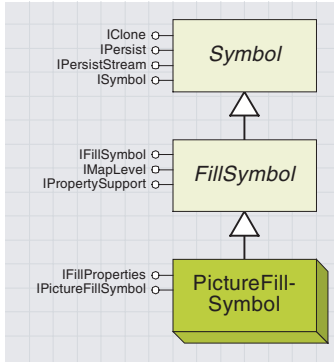 IClone
IPersist
IPersistStream
ISymbol
Symbol
IFillSymbol
IMapLevel
IPropertySupport
FillSymbol
IFillProperties
IPictureFillSymbol
PictureFill-
Symbol